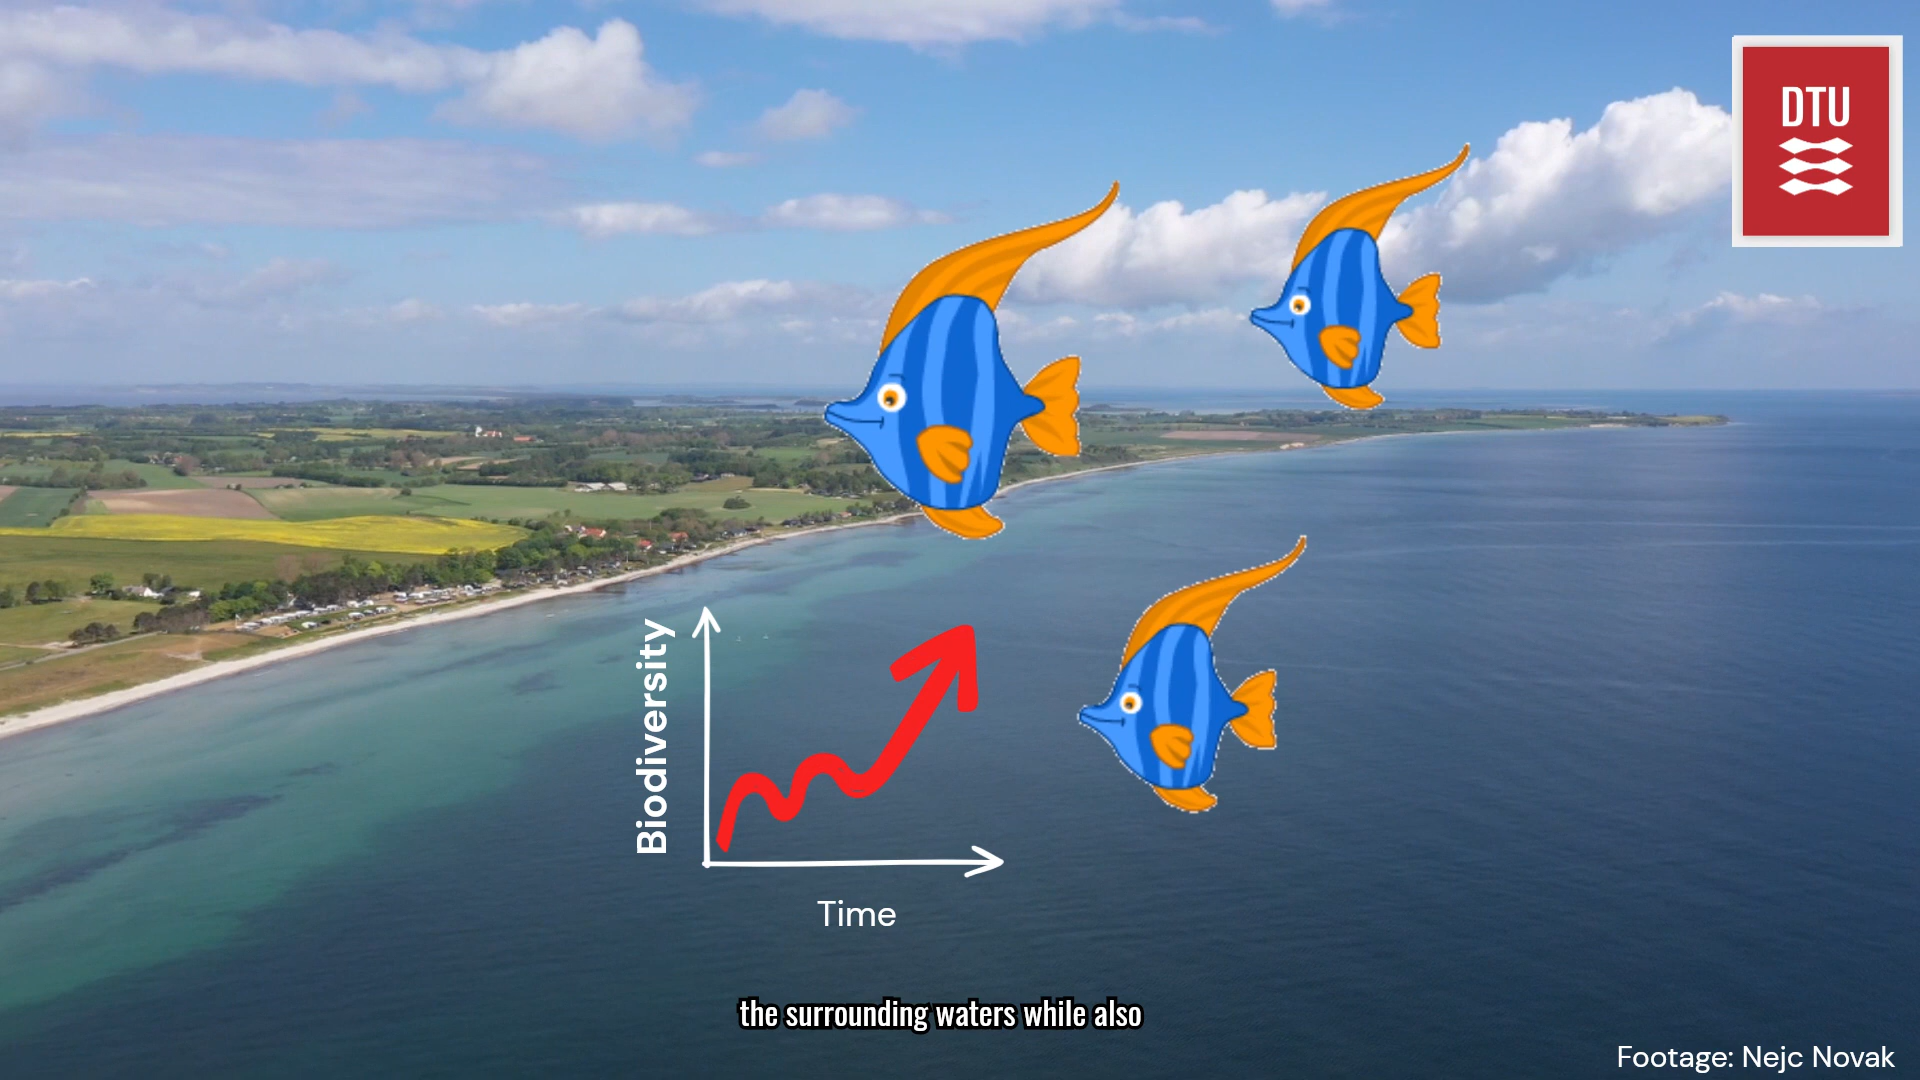 DTU
Biodiversity
Time
the surrounding waters while also
Footage: Nejc Novak